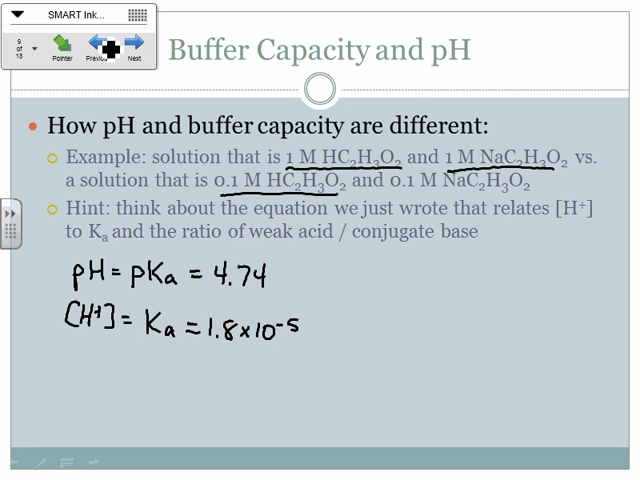 SMART Ink...
9
of
18
Pointer
Next
Buffer Capacity and pH
How pH and buffer capacity are different:
Example: solution that is 1 M HC₂H₃O₂ and 1 M NaC₂H₃O₂ vs.
a solution that is 0.1 M HC₂H₃O₂ and 0.1 M NaC₂H₃O₂
Hint: think about the equation we just wrote that relates [H⁺]
to Kₐ and the ratio of weak acid / conjugate base
pH = pKa = 4.74
[H⁺] = Ka = 1.8 x 10⁻⁵